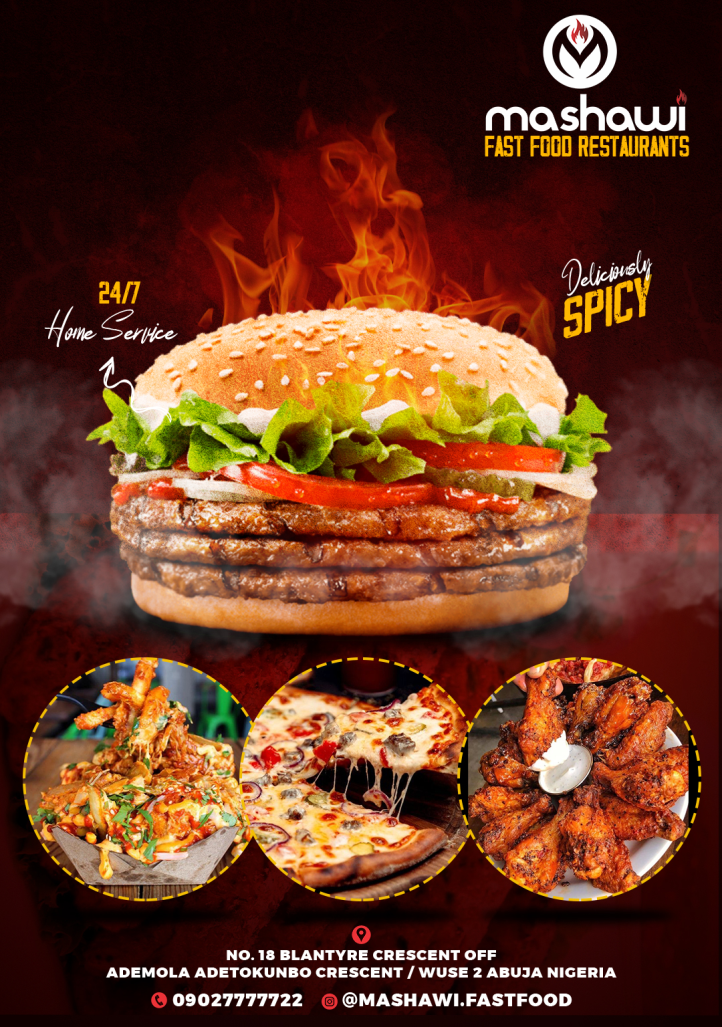 mashawi
FAST FOOD RESTAURANTS
24/7
Home Service
Deliciously
SPICY
NO. 18 BLANTYRE CRESCENT OFF
ADEMOLA ADETOKUNBO CRESCENT / WUSE 2 ABUJA NIGERIA
09027777722 @MASHAWI.FASTFOOD